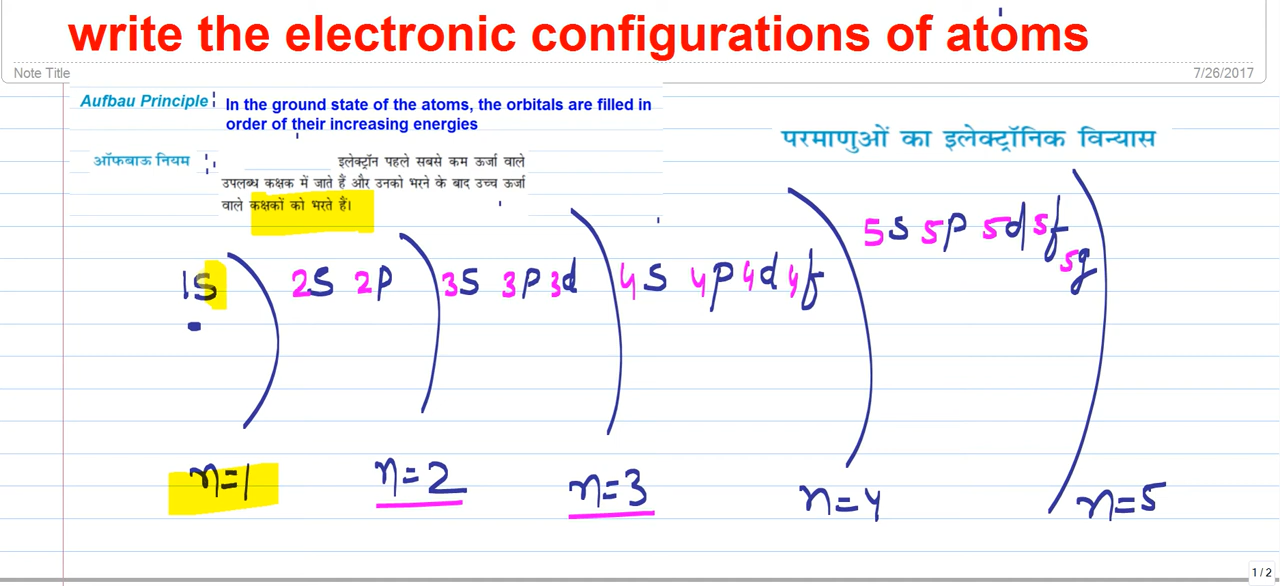 write the electronic configurations of atoms
Note Title
7/26/2017
Aufbau Principle
In the ground state of the atoms, the orbitals are filled in
order of their increasing energies
परमाणुओं का इलेक्ट्रॉनिक विन्यास
ऑफबाऊ नियम
इलेक्ट्रॉन पहले सबसे कम ऊर्जा वाले
उपलब्ध कक्षक में जाते हैं और उनको भरने के बाद उच्च ऊर्जा
वाले कक्षकों को भरते हैं।
5s 5p 5d 5f
5g
1s 2s 2p 3s 3p 3d 4s 4p 4d 4f
n=1 n=2 n=3 n=4 n=5
1 / 2